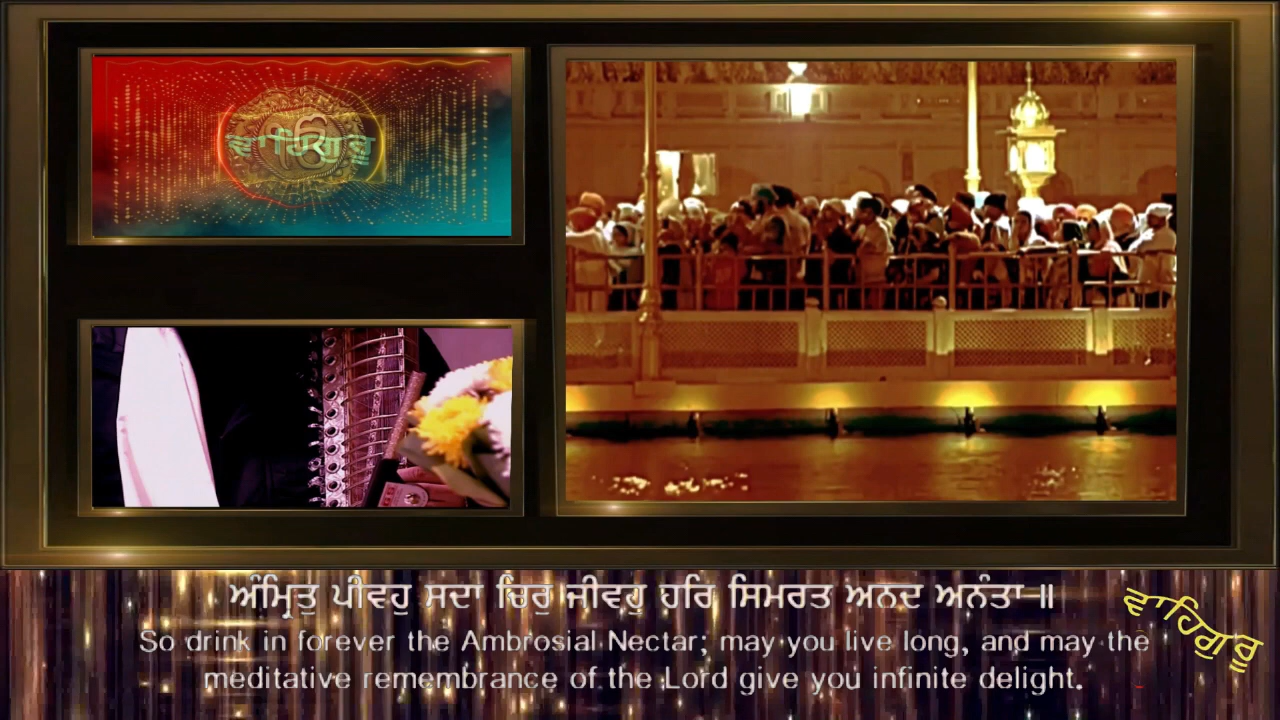 ਵਾਹਿਗੁਰੂ
ਅੰਮ੍ਰਿਤੁ ਪੀਵਹੁ ਸਦਾ ਚਿਰੁ ਜੀਵਹੁ ਹਰਿ ਸਿਮਰਤ ਅਨਦ ਅਨੰਤਾ ॥
So drink in forever the Ambrosial Nectar; may you live long, and may the
meditative remembrance of the Lord give you infinite delight.
ਵਾਹਿਗੁਰੂ